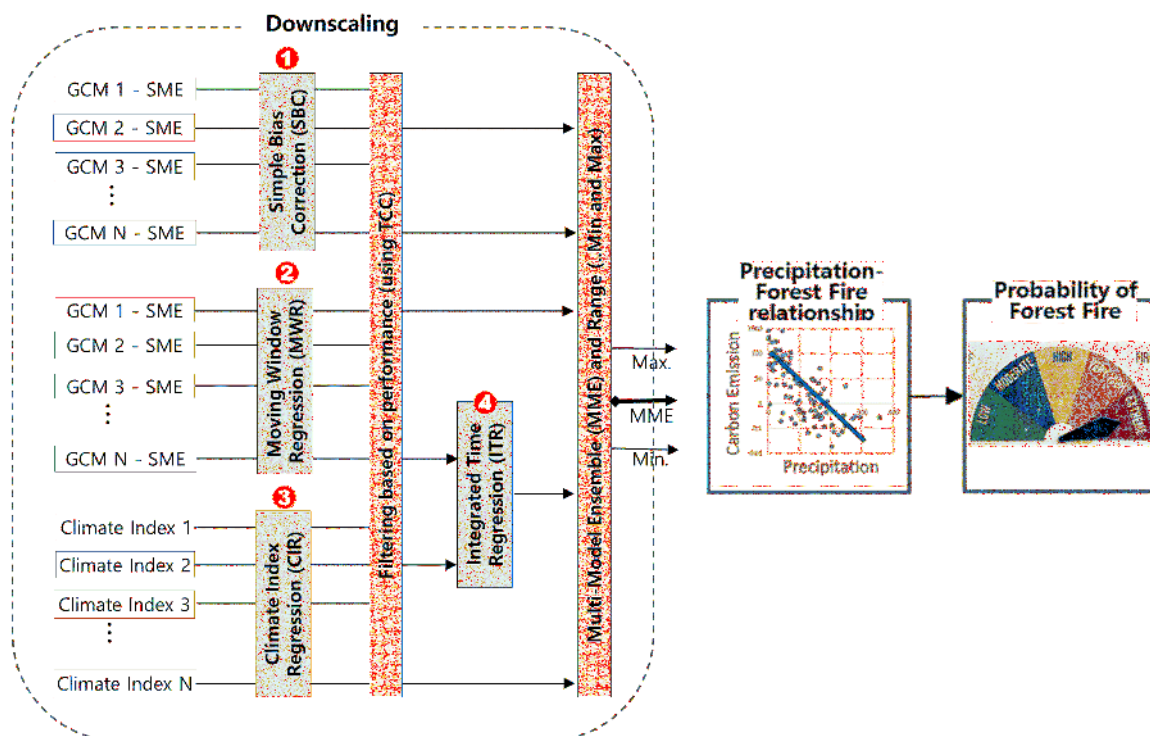 Downscaling
1
GCM 1 - SME
GCM 2 - SME
GCM 3 - SME
GCM N - SME
Simple Bias
Correction (SBC)
2
GCM 1 - SME
GCM 2 - SME
GCM 3 - SME
GCM N - SME
Moving Window
Regression (MWR)
3
Climate Index 1
Climate Index 2
Climate Index 3
Climate Index N
Climate Index
Regression (CIR)
Filtering based on performance (using TCC)
4
Integrated Time
Regression (ITR)
Multi-Model Ensemble (MME) and Range (. Min and Max)
Max.
MME
Min.
Precipitation-
Forest Fire
relationship
Carbon Emission
Precipitation
Probability of
Forest Fire
MODERATE
HIGH